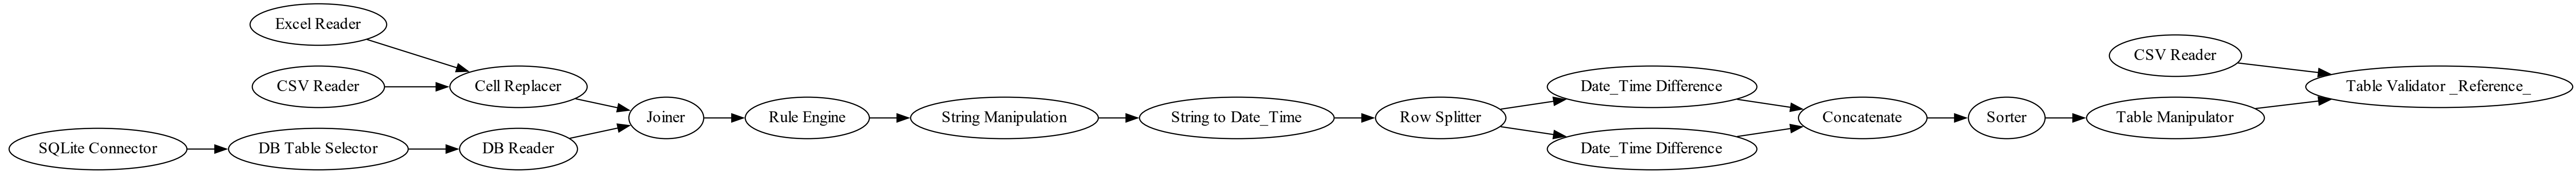 Excel Reader
CSV Reader
Cell Replacer
SQLite Connector
DB Table Selector
DB Reader
Joiner
Rule Engine
String Manipulation
String to Date_Time
Row Splitter
Date_Time Difference
Date_Time Difference
Concatenate
Sorter
CSV Reader
Table Manipulator
Table Validator _Reference_